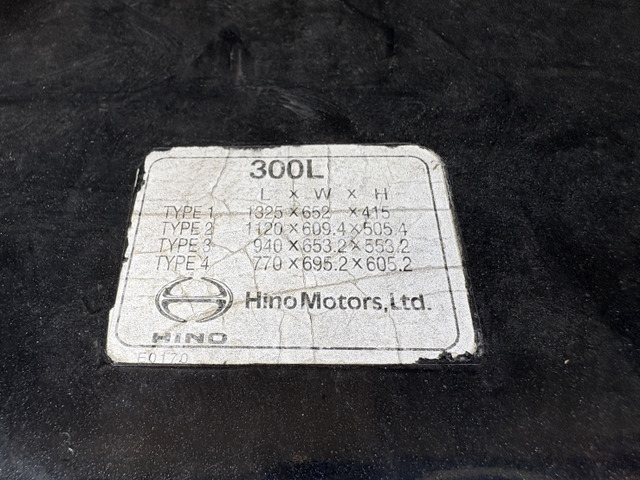 300L
L × W × H
TYPE 1 1325 × 652 × 415
TYPE 2 1120 × 609.4 × 505.4
TYPE 3 940 × 653.2 × 553.2
TYPE 4 770 × 695.2 × 605.2
Hino Motors, Ltd.
HINO
E0170